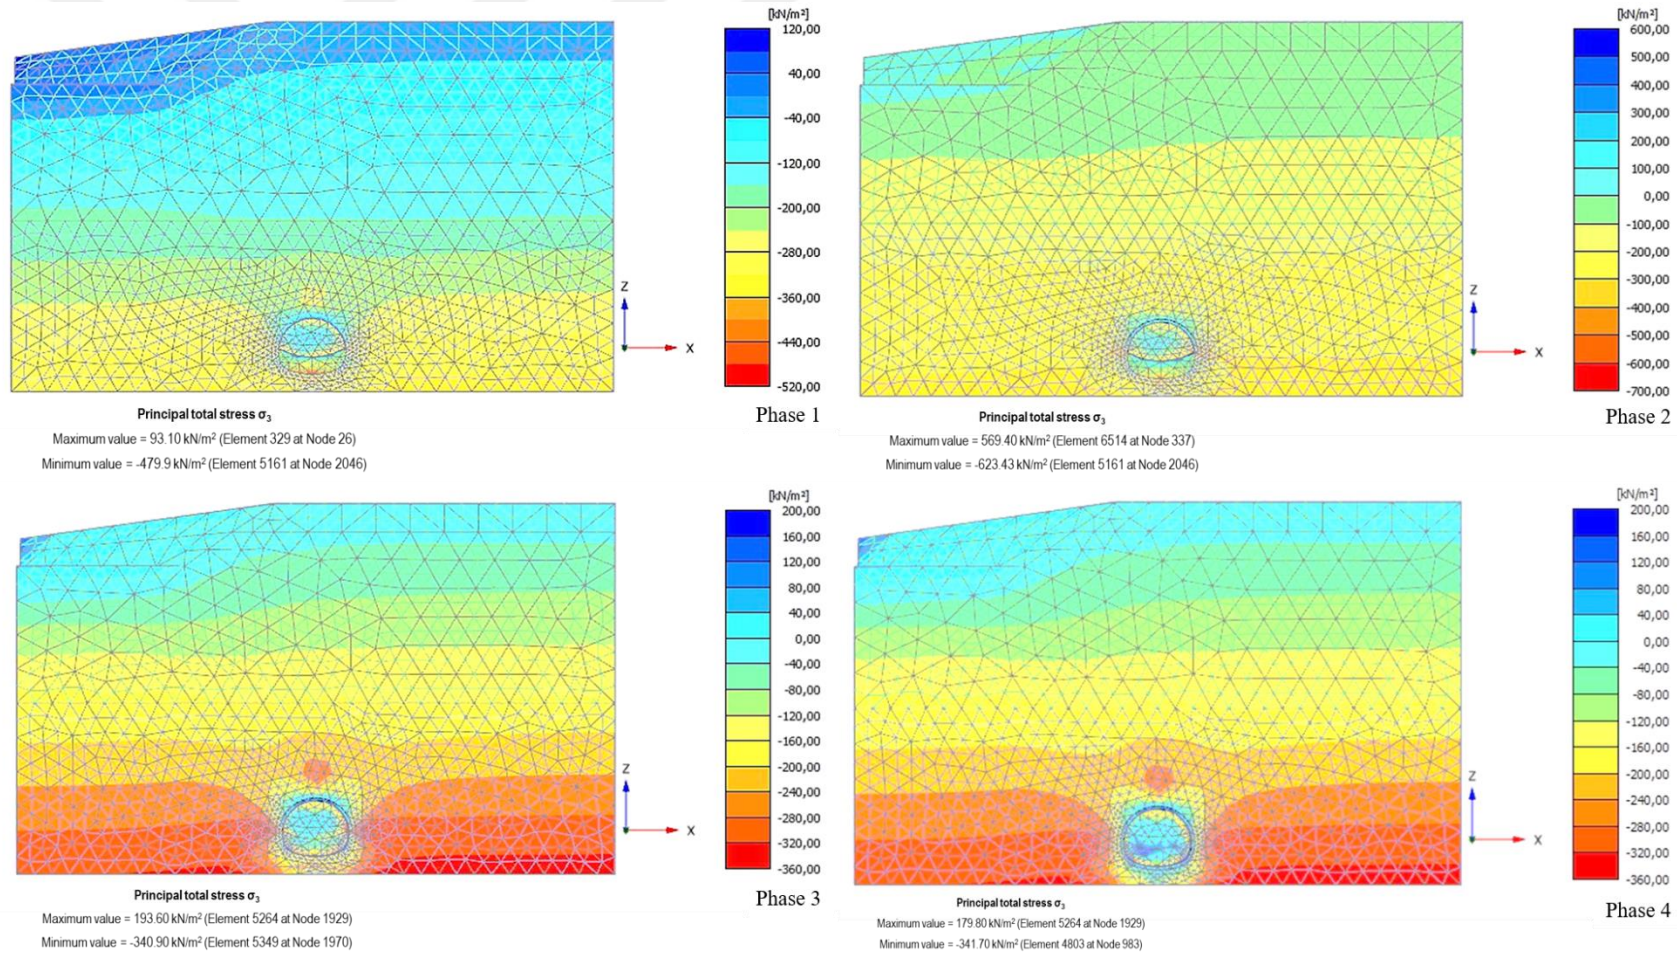 [kN/m²]
120,00
40,00
-40,00
-120,00
-200,00
-280,00
-360,00
-440,00
-520,00
Z
X
Principal total stress σ₃
Phase 1
Maximum value = 93.10 kN/m² (Element 329 at Node 26)
Minimum value = -479.9 kN/m² (Element 5161 at Node 2046)
[kN/m²]
600,00
500,00
400,00
300,00
200,00
100,00
0,00
-100,00
-200,00
-300,00
-400,00
-500,00
-600,00
-700,00
Z
X
Principal total stress σ₃
Phase 2
Maximum value = 569.40 kN/m² (Element 6514 at Node 337)
Minimum value = -623.43 kN/m² (Element 5161 at Node 2046)
[kN/m²]
200,00
160,00
120,00
80,00
40,00
0,00
-40,00
-80,00
-120,00
-160,00
-200,00
-240,00
-280,00
-320,00
-360,00
Z
X
Principal total stress σ₃
Phase 3
Maximum value = 193.60 kN/m² (Element 5264 at Node 1929)
Minimum value = -340.90 kN/m² (Element 5349 at Node 1970)
[kN/m²]
200,00
160,00
120,00
80,00
40,00
0,00
-40,00
-80,00
-120,00
-160,00
-200,00
-240,00
-280,00
-320,00
-360,00
Z
X
Principal total stress σ₃
Phase 4
Maximum value = 179.80 kN/m² (Element 5264 at Node 1929)
Minimum value = -341.70 kN/m² (Element 4803 at Node 983)